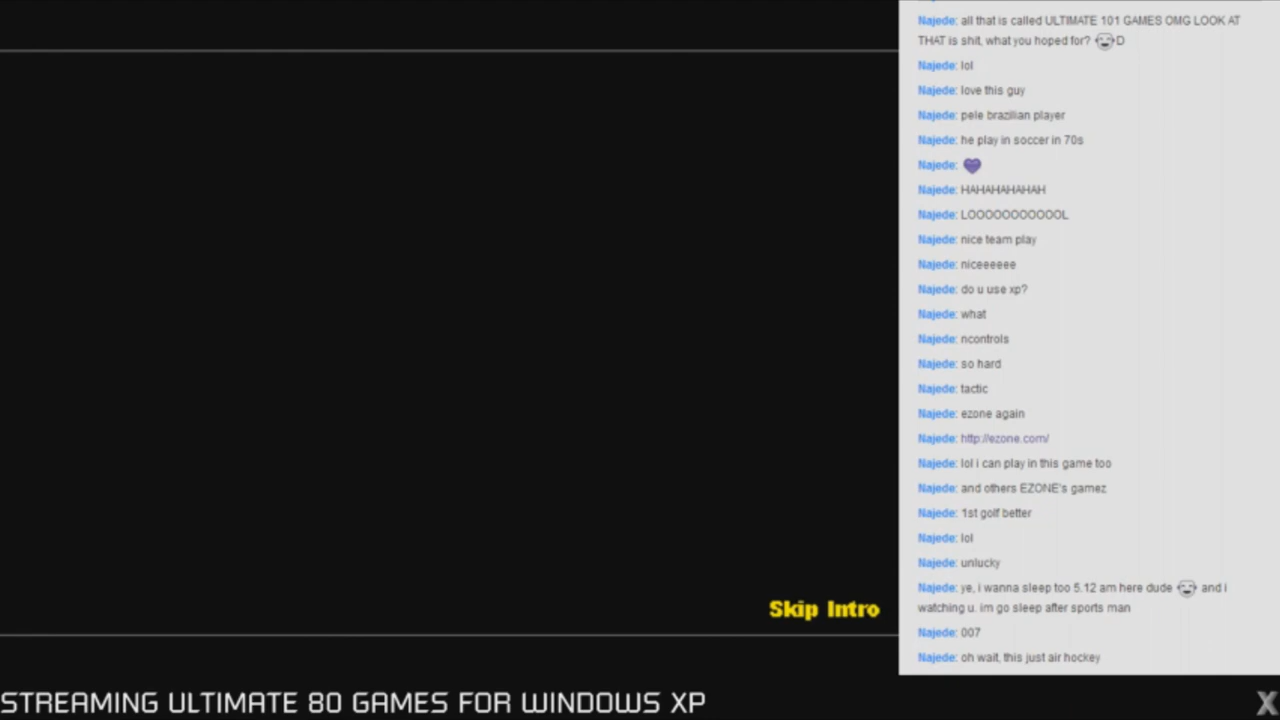 Najede: all that is called ULTIMATE 101 GAMES OMG LOOK AT
THAT is shit, what you hoped for? D
Najede: lol
Najede: love this guy
Najede: pele brazilian player
Najede: he play in soccer in 70s
Najede:
Najede: HAHAHAHAHAH
Najede: LOOOOOOOOOOOL
Najede: nice team play
Najede: niceeeeee
Najede: do u use xp?
Najede: what
Najede: ncontrols
Najede: so hard
Najede: tactic
Najede: ezone again
Najede: http://ezone.com/
Najede: lol i can play in this game too
Najede: and others EZONE's gamez
Najede: 1st golf better
Najede: lol
Najede: unlucky
Najede: ye, i wanna sleep too 5.12 am here dude and i
watching u. im go sleep after sports man
Najede: 007
Najede: oh wait, this just air hockey
Skip Intro
STREAMING ULTIMATE 80 GAMES FOR WINDOWS XP
X